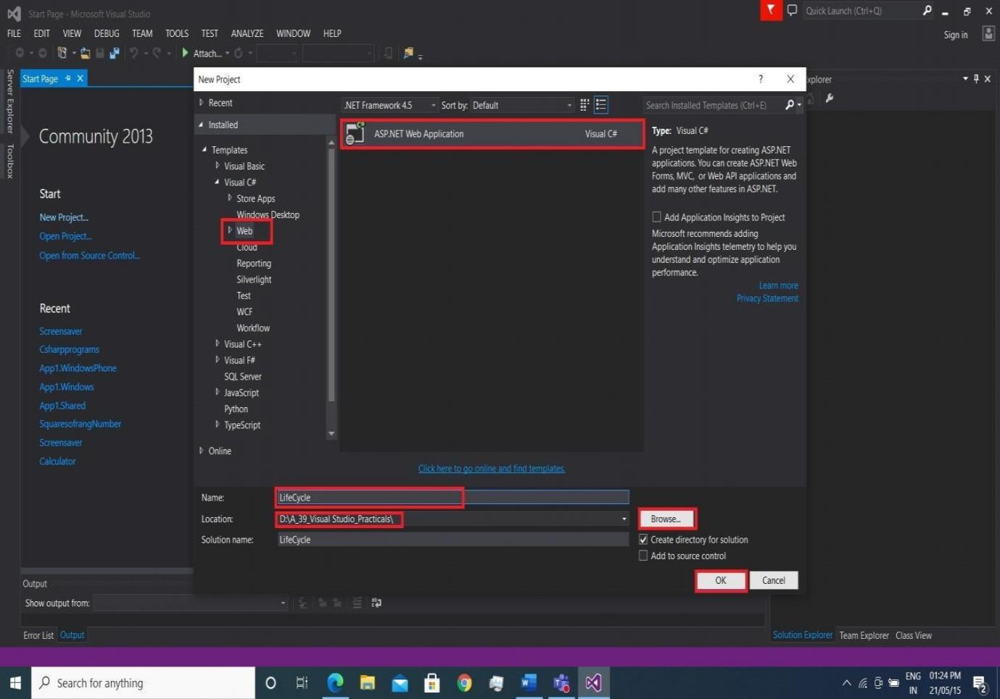 Start Page - Microsoft Visual Studio
Quick Launch (Ctrl+Q)
FILE EDIT VIEW DEBUG TEAM TOOLS TEST ANALYZE WINDOW HELP
Sign in
Attach...
Server Explorer
Toolbox
Start Page
Community 2013
Start
New Project...
Open Project...
Open from Source Control...
Recent
Screensaver
Csharpprograms
App1.WindowsPhone
App1.Windows
App1.Shared
SquaresofrangNumber
Screensaver
Calculator
New Project
?
xplorer
Recent
Installed
Templates
Visual Basic
Visual C#
Store Apps
Windows Desktop
Web
Cloud
Reporting
Silverlight
Test
WCF
Workflow
Visual C++
Visual F#
SQL Server
JavaScript
Python
TypeScript
Online
.NET Framework 4.5 Sort by: Default
Search Installed Templates (Ctrl+E)
ASP.NET Web Application Visual C#
Type: Visual C#
A project template for creating ASP.NET
applications. You can create ASP.NET Web
Forms, MVC, or Web API applications and
add many other features in ASP.NET.
Add Application Insights to Project
Microsoft recommends adding
Application Insights telemetry to help you
understand and optimize application
performance.
Learn more
Privacy Statement
Click here to go online and find templates.
Name: LifeCycle
Location: D:\A_39_Visual Studio_Practicals\
Browse...
Solution name: LifeCycle
Create directory for solution
Add to source control
OK Cancel
Output
Show output from:
Error List Output
Solution Explorer Team Explorer Class View
Search for anything
ENG
IN
01:24 PM
21/05/15
2